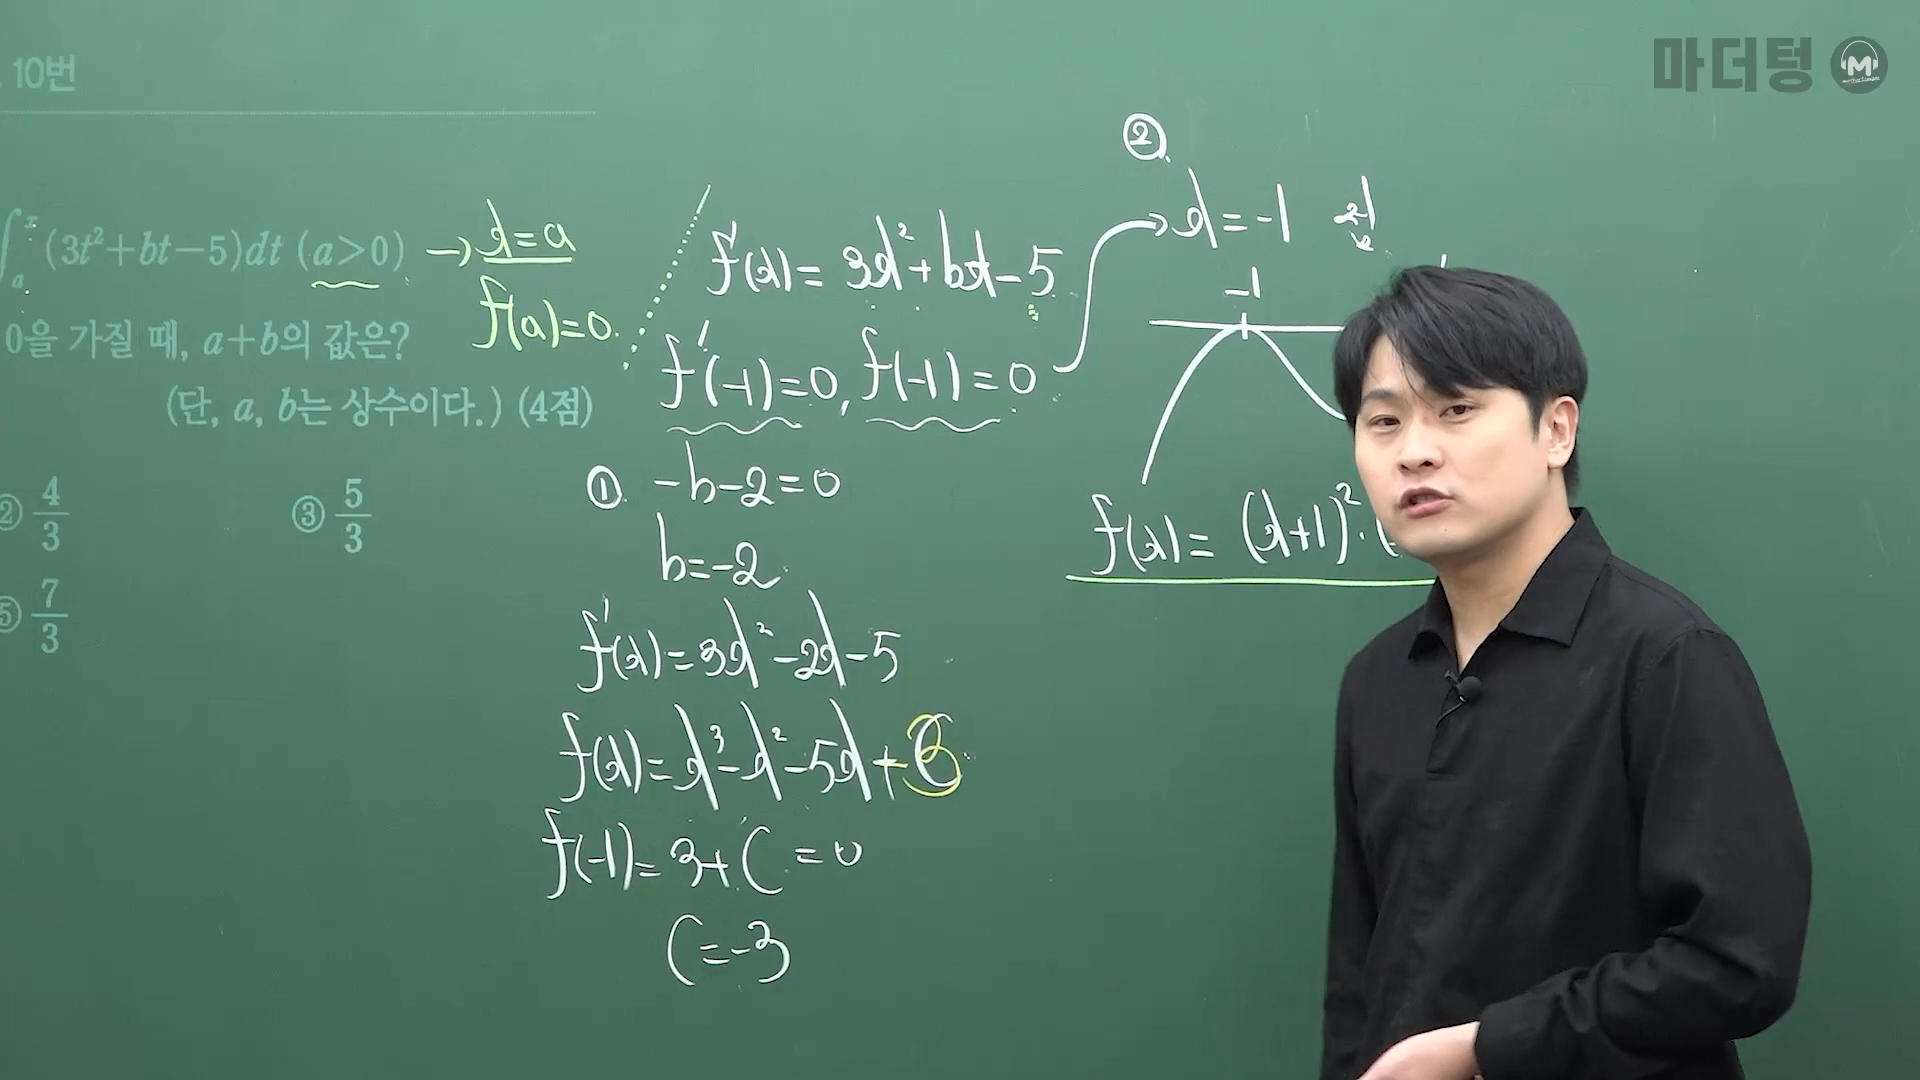 마더텅 M
10번
∫ₐˣ (3t²+bt−5)dt (a>0)
0을 가질 때, a+b의 값은?
(단, a, b는 상수이다.) (4점)
② 4/3 ③ 5/3
⑤ 7/3
→ x=a
f(a)=0
f'(x)=3x²+bx−5
f'(−1)=0, f(−1)=0
① −b−2=0
b=−2
f'(x)=3x²−2x−5
f(x)=x³−x²−5x−3
f(−1)=3+C=0
C=−3
②
x=−1
−1
f(x)=(x+1)²·(